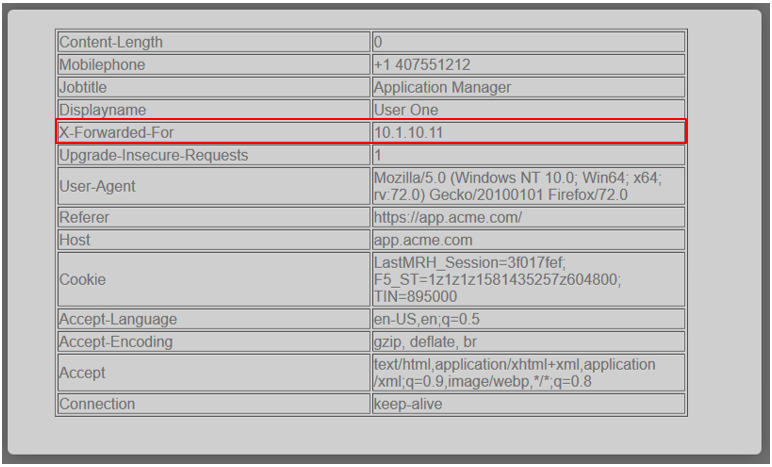 Content-Length 0
Mobilephone +1 407551212
Jobtitle Application Manager
Displayname User One
X-Forwarded-For 10.1.10.11
Upgrade-Insecure-Requests 1
User-Agent Mozilla/5.0 (Windows NT 10.0; Win64; x64;
rv:72.0) Gecko/20100101 Firefox/72.0
Referer https://app.acme.com/
Host app.acme.com
Cookie LastMRH_Session=3f017fef;
F5_ST=1z1z1z1581435257z604800;
TIN=895000
Accept-Language en-US,en;q=0.5
Accept-Encoding gzip, deflate, br
Accept text/html,application/xhtml+xml,application
/xml;q=0.9,image/webp,*/*;q=0.8
Connection keep-alive